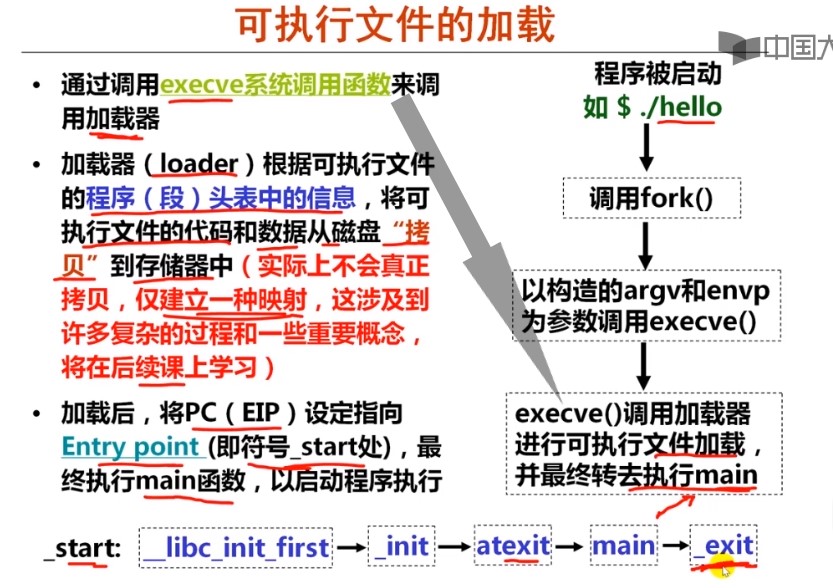 可执行文件的加载
中国大
• 通过调用execve系统调用函数来调
用加载器
• 加载器（loader）根据可执行文件
的程序（段）头表中的信息，将可
执行文件的代码和数据从磁盘“拷
贝”到存储器中（实际上不会真正
拷贝，仅建立一种映射，这涉及到
许多复杂的过程和一些重要概念，
将在后续课上学习）
• 加载后，将PC（EIP）设定指向
Entry point (即符号_start处)，最
终执行main函数，以启动程序执行
程序被启动
如 $ ./hello
调用fork()
以构造的argv和envp
为参数调用execve()
execve()调用加载器
进行可执行文件加载，
并最终转去执行main
_start: __libc_init_first → _init → atexit → main → _exit